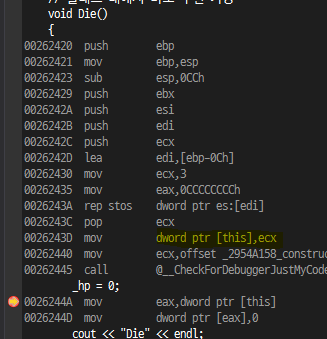 void Die()
{
00262420 push ebp
00262421 mov ebp,esp
00262423 sub esp,0CCh
00262429 push ebx
0026242A push esi
0026242B push edi
0026242C push ecx
0026242D lea edi,[ebp-0Ch]
00262430 mov ecx,3
00262435 mov eax,0CCCCCCCCh
0026243A rep stos dword ptr es:[edi]
0026243C pop ecx
0026243D mov dword ptr [this],ecx
00262440 mov ecx,offset _2954A158_construc
00262445 call @__CheckForDebuggerJustMyCode
_hp = 0;
0026244A mov eax,dword ptr [this]
0026244D mov dword ptr [eax],0
cout << "Die" << endl;